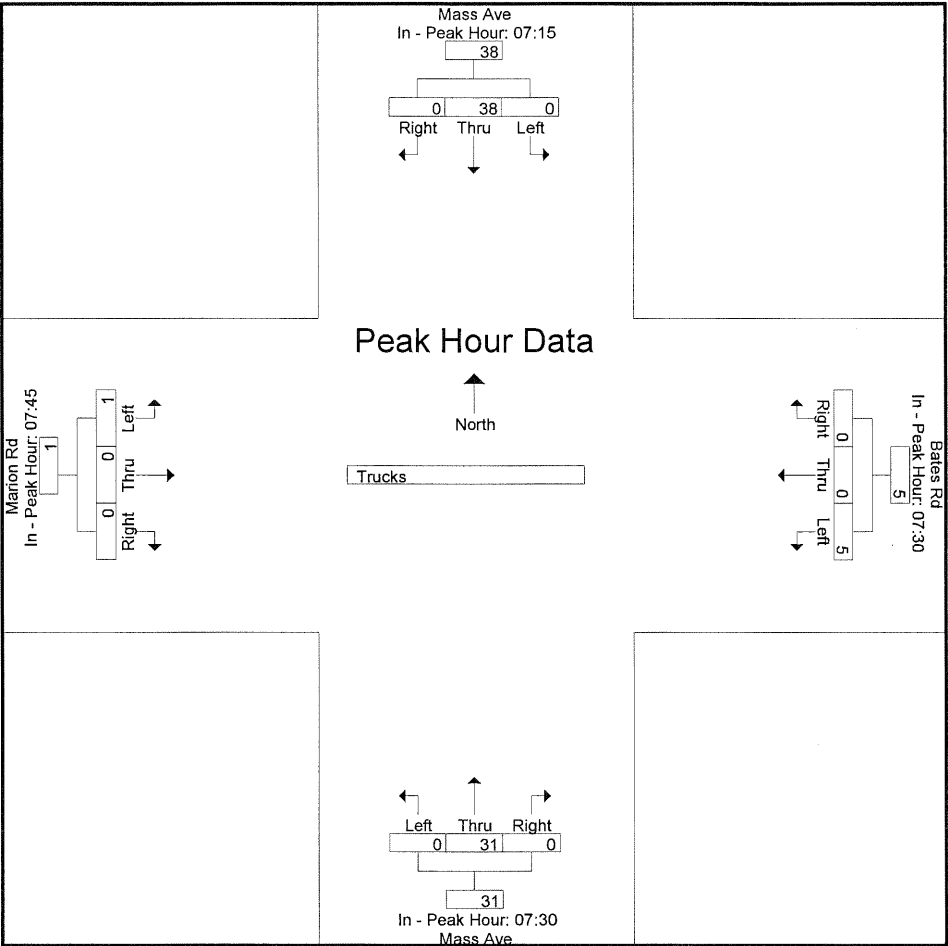 Mass Ave
In - Peak Hour: 07:15
38
0 38 0
Right Thru Left
Peak Hour Data
North
Trucks
Marion Rd
In - Peak Hour: 07:45
1
1 0 0
Left Thru Right
Bates Rd
In - Peak Hour: 07:30
5
0 0 5
Right Thru Left
Left Thru Right
0 31 0
31
In - Peak Hour: 07:30
Mass Ave